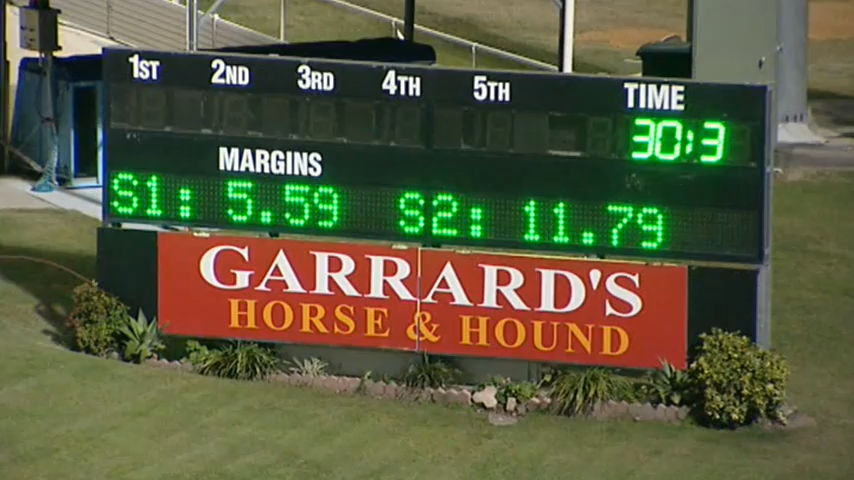 1ST 2ND 3RD 4TH 5TH TIME
30:3
MARGINS
S1: 5.59 S2: 11.79
GARRARD'S
HORSE & HOUND